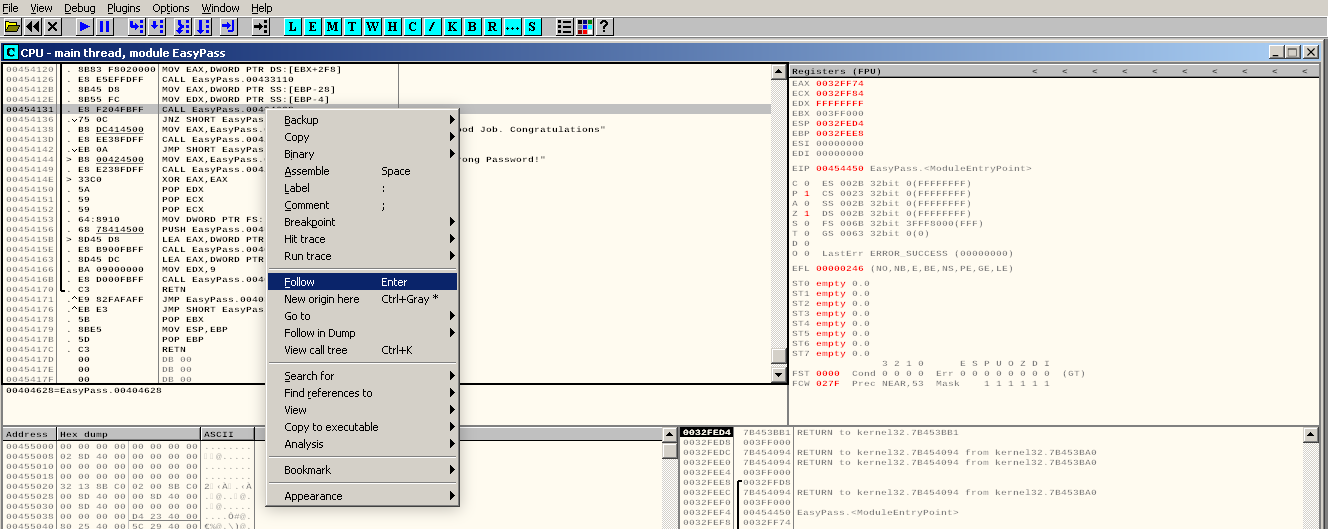 File View Debug Plugins Options Window Help
L E M T W H C / K B R ... S ?
C CPU - main thread, module EasyPass
00454120 . 8B83 F8020000 MOV EAX,DWORD PTR DS:[EBX+2F8]
00454126 . E8 E5EFFDFF CALL EasyPass.00433110
0045412B . 8B45 D8 MOV EAX,DWORD PTR SS:[EBP-28]
0045412E . 8B55 FC MOV EDX,DWORD PTR SS:[EBP-4]
00454131 . E8 F204FBFF CALL EasyPass.
00454136 .v75 0C JNZ SHORT EasyPass
00454138 . B8 DC414500 MOV EAX,EasyPass.004 ood Job. Congratulations"
0045413D . E8 EE38FDFF CALL EasyPass.004
00454142 .vEB 0A JMP SHORT EasyPass
00454144 > B8 00424500 MOV EAX,EasyPass.004 ong Password!"
00454149 . E8 E238FDFF CALL EasyPass.004
0045414E > 33C0 XOR EAX,EAX
00454150 . 5A POP EDX
00454151 . 59 POP ECX
00454152 . 59 POP ECX
00454153 . 64:8910 MOV DWORD PTR FS:
00454156 . 68 78414500 PUSH EasyPass.004
0045415B > 8D45 D8 LEA EAX,DWORD PTR
0045415E . E8 B900FBFF CALL EasyPass.004
00454163 . 8D45 DC LEA EAX,DWORD PTR
00454166 . BA 09000000 MOV EDX,9
0045416B . E8 D000FBFF CALL EasyPass.004
00454170 . C3 RETN
00454171 .^E9 82FAFAFF JMP EasyPass.0040
00454176 .^EB E3 JMP SHORT EasyPass
00454178 . 5B POP EBX
00454179 . 8BE5 MOV ESP,EBP
0045417B . 5D POP EBP
0045417C . C3 RETN
0045417D 00 DB 00
0045417E 00 DB 00
0045417F 00 DB 00
00404628=EasyPass.00404628
Backup
Copy
Binary
Assemble Space
Label :
Comment ;
Breakpoint
Hit trace
Run trace
Follow Enter
New origin here Ctrl+Gray *
Go to
Follow in Dump
View call tree Ctrl+K
Search for
Find references to
View
Copy to executable
Analysis
Bookmark
Appearance
Registers (FPU) < < < < < < < < <
EAX 0032FF74
ECX 0032FF84
EDX FFFFFFFF
EBX 003FF000
ESP 0032FED4
EBP 0032FEE8
ESI 00000000
EDI 00000000
EIP 00454450 EasyPass.<ModuleEntryPoint>
C 0 ES 002B 32bit 0(FFFFFFFF)
P 1 CS 0023 32bit 0(FFFFFFFF)
A 0 SS 002B 32bit 0(FFFFFFFF)
Z 1 DS 002B 32bit 0(FFFFFFFF)
S 0 FS 006B 32bit 3FFF8000(FFF)
T 0 GS 0063 32bit 0(0)
D 0
O 0 LastErr ERROR_SUCCESS (00000000)
EFL 00000246 (NO,NB,E,BE,NS,PE,GE,LE)
ST0 empty 0.0
ST1 empty 0.0
ST2 empty 0.0
ST3 empty 0.0
ST4 empty 0.0
ST5 empty 0.0
ST6 empty 0.0
ST7 empty 0.0
3 2 1 0 E S P U O Z D I
FST 0000 Cond 0 0 0 0 Err 0 0 0 0 0 0 0 0 (GT)
FCW 027F Prec NEAR,53 Mask 1 1 1 1 1 1
Address Hex dump ASCII
00455000 00 00 00 00 00 00 00 00 ........
00455008 02 8D 40 00 00 00 00 00
00455010 00 00 00 00 00 00 00 00 ........
00455018 00 00 00 00 00 00 00 00 ........
00455020 32 13 8B C0 02 00 8B C0
00455028 00 8D 40 00 00 8D 40 00
00455030 00 8D 40 00 00 00 00 00
00455038 00 00 00 00 D4 23 40 00
00455040 80 25 40 00 5C 29 40 00
0032FED4 7B453BB1 RETURN to kernel32.7B453BB1
0032FED8 003FF000
0032FEDC 7B454094 RETURN to kernel32.7B454094 from kernel32.7B453BA0
0032FEE0 7B454094 RETURN to kernel32.7B454094 from kernel32.7B453BA0
0032FEE4 003FF000
0032FEE8 0032FFD8
0032FEEC 7B454094 RETURN to kernel32.7B454094 from kernel32.7B453BA0
0032FEF0 003FF000
0032FEF4 00454450 EasyPass.<ModuleEntryPoint>
0032FEF8 0032FF74